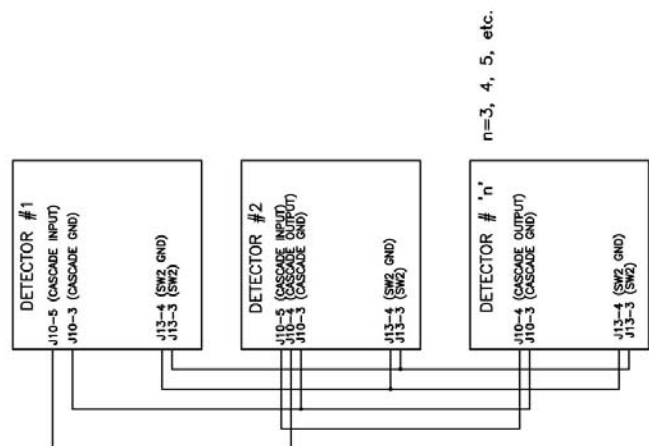 DETECTOR #1
J10-5 (CASCADE INPUT)
J10-3 (CASCADE GND)
J13-4 (SW2 GND)
J13-3 (SW2)
DETECTOR #2
J10-5 (CASCADE INPUT)
J10-4 (CASCADE OUTPUT)
J10-3 (CASCADE GND)
J13-4 (SW2 GND)
J13-3 (SW2)
DETECTOR # 'n'
J10-4 (CASCADE OUTPUT)
J10-3 (CASCADE GND)
J13-4 (SW2 GND)
J13-3 (SW2)
n=3, 4, 5, etc.